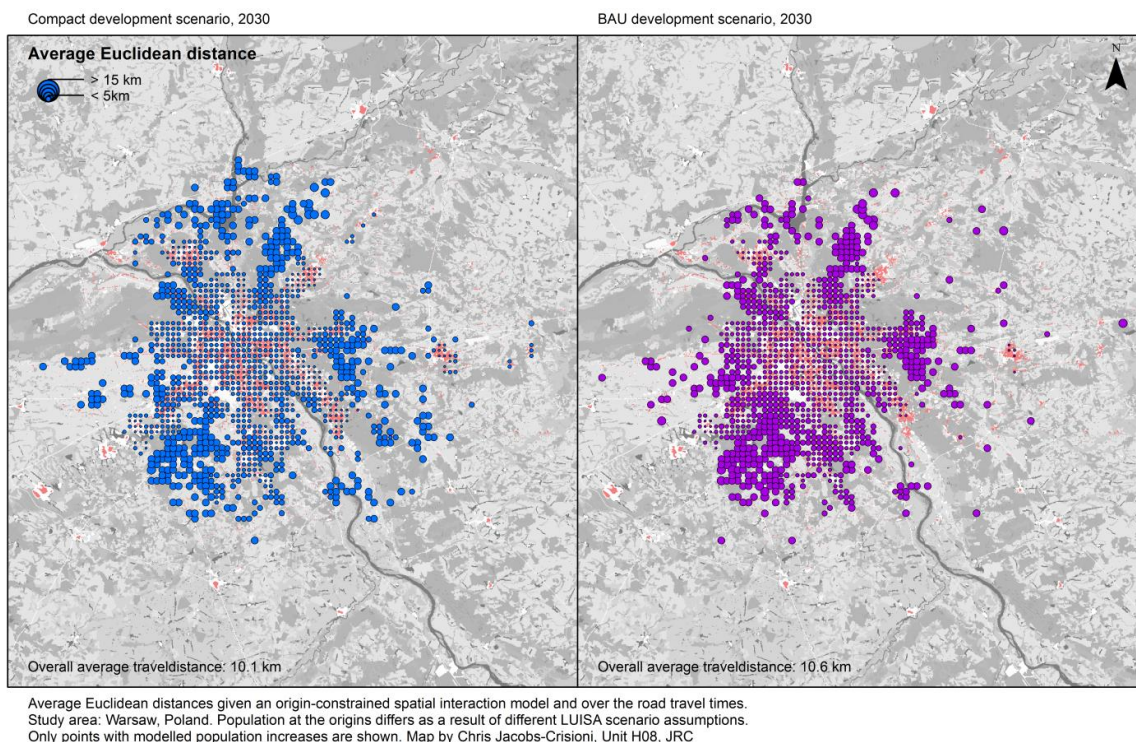 Compact development scenario, 2030
BAU development scenario, 2030
Average Euclidean distance
> 15 km
< 5km
N
Overall average traveldistance: 10.1 km
Overall average traveldistance: 10.6 km
Average Euclidean distances given an origin-constrained spatial interaction model and over the road travel times.
Study area: Warsaw, Poland. Population at the origins differs as a result of different LUISA scenario assumptions.
Only points with modelled population increases are shown. Map by Chris Jacobs-Crisioni, Unit H08, JRC